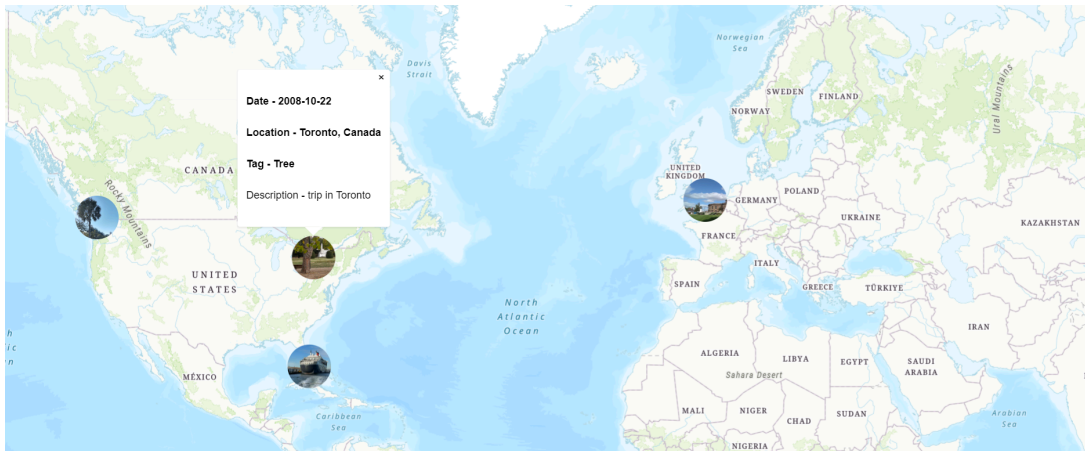 Norwegian
Sea
Davis
Strait
×
Date - 2008-10-22
Location - Toronto, Canada
Tag - Tree
Description - trip in Toronto
SWEDEN
FINLAND
NORWAY
Ural Mountains
CANADA
Rocky Mountains
UNITED
KINGDOM
POLAND
GERMANY
UKRAINE
KAZAKHSTAN
FRANCE
ITALY
UNITED
STATES
SPAIN
GREECE
TÜRKIYE
North
Atlantic
Ocean
IRAN
ALGERIA
LIBYA
EGYPT
SAUDI
ARABIA
Sahara Desert
MÉXICO
MALI
NIGER
CHAD
SUDAN
Caribbean
Sea
Arabian
Sea
NIGERIA